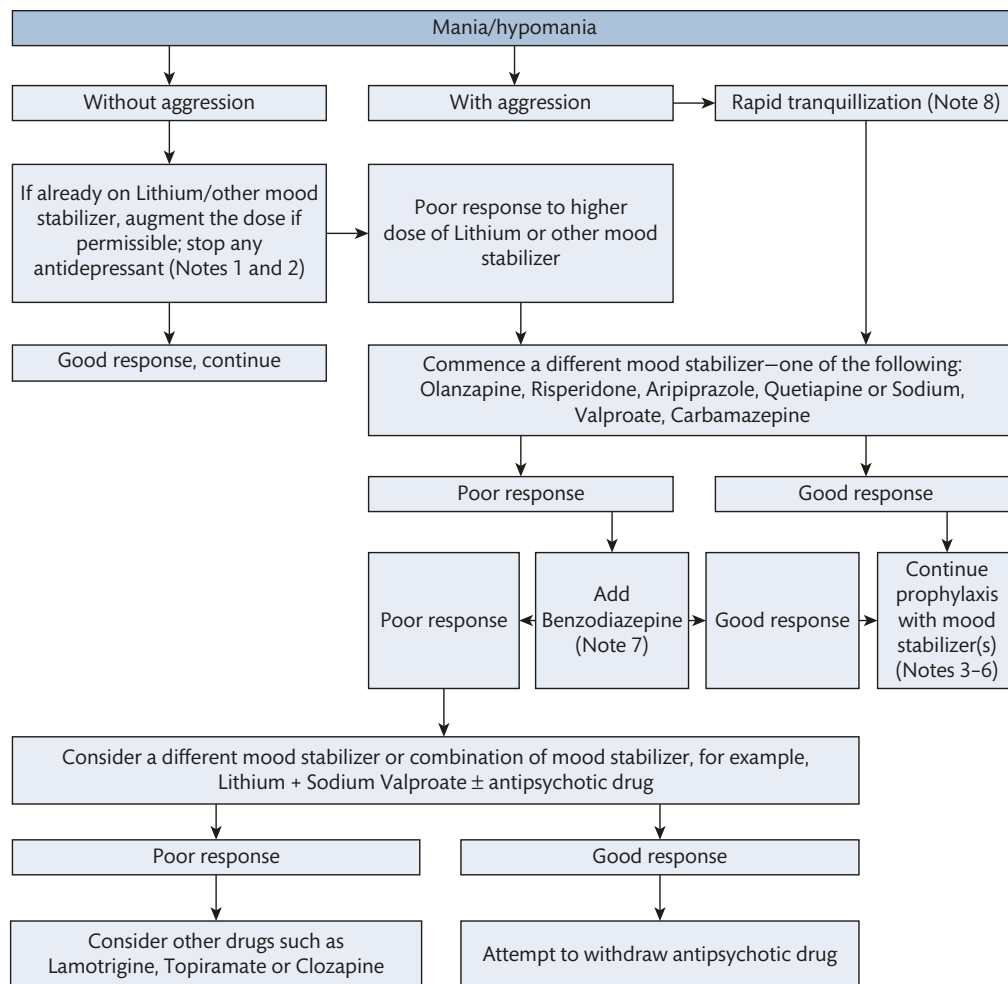 Mania/hypomania
Without aggression
With aggression
Rapid tranquillization (Note 8)
If already on Lithium/other mood
stabilizer, augment the dose if
permissible; stop any
antidepressant (Notes 1 and 2)
Poor response to higher
dose of Lithium or other mood
stabilizer
Good response, continue
Commence a different mood stabilizer—one of the following:
Olanzapine, Risperidone, Aripiprazole, Quetiapine or Sodium,
Valproate, Carbamazepine
Poor response
Good response
Poor response
Add
Benzodiazepine
(Note 7)
Good response
Continue
prophylaxis
with mood
stabilizer(s)
(Notes 3–6)
Consider a different mood stabilizer or combination of mood stabilizer, for example,
Lithium + Sodium Valproate ± antipsychotic drug
Poor response
Good response
Consider other drugs such as
Lamotrigine, Topiramate or Clozapine
Attempt to withdraw antipsychotic drug